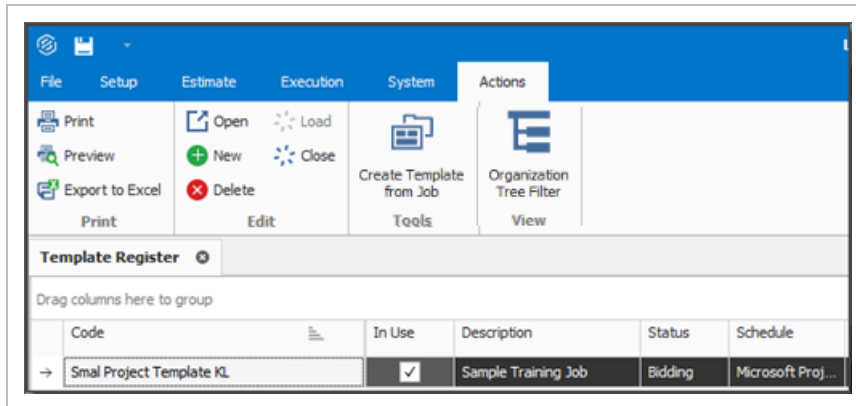 File Setup Estimate Execution System Actions
Print Open Load
Preview New Close
Export to Excel Delete
Create Template from Job
Organization Tree Filter
Print Edit Tools View
Template Register
Drag columns here to group
Code In Use Description Status Schedule
Smal Project Template KL Sample Training Job Bidding Microsoft Proj...